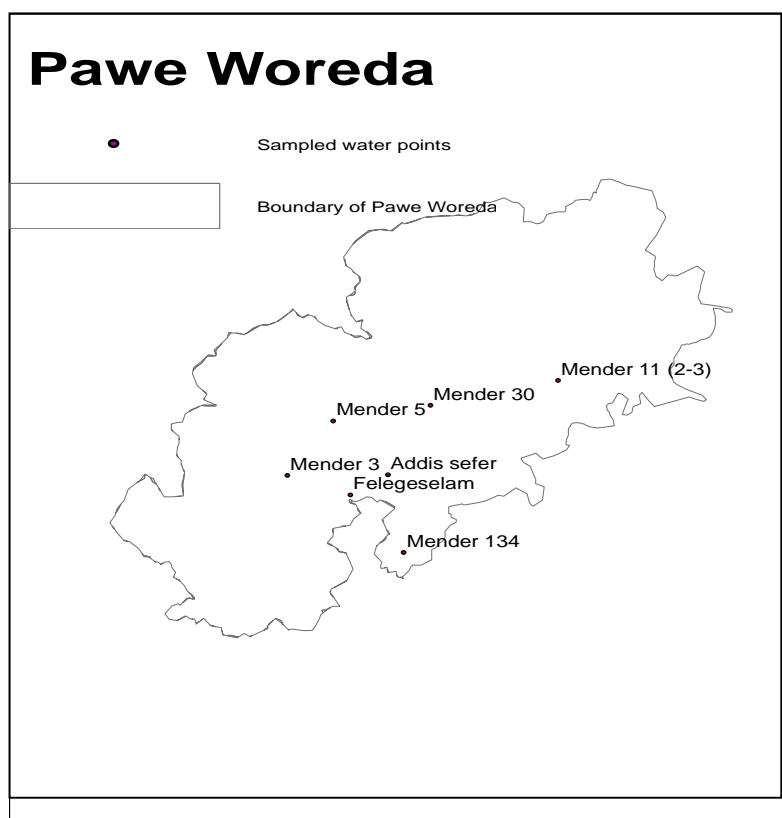 Pawe Woreda
Sampled water points
Boundary of Pawe Woreda
Mender 11 (2-3)
Mender 30
Mender 5
Mender 3
Addis sefer
Felegeselam
Mender 134